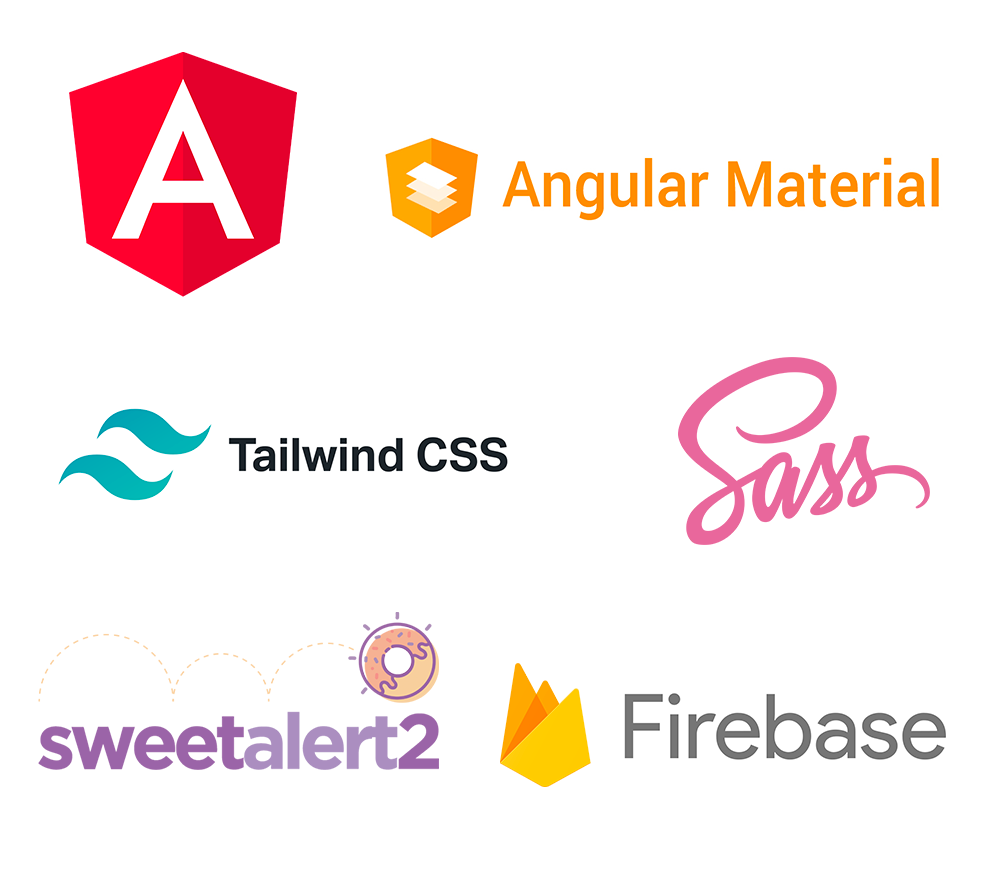 A
Angular Material
Tailwind CSS
Sass
sweetalert2
Firebase